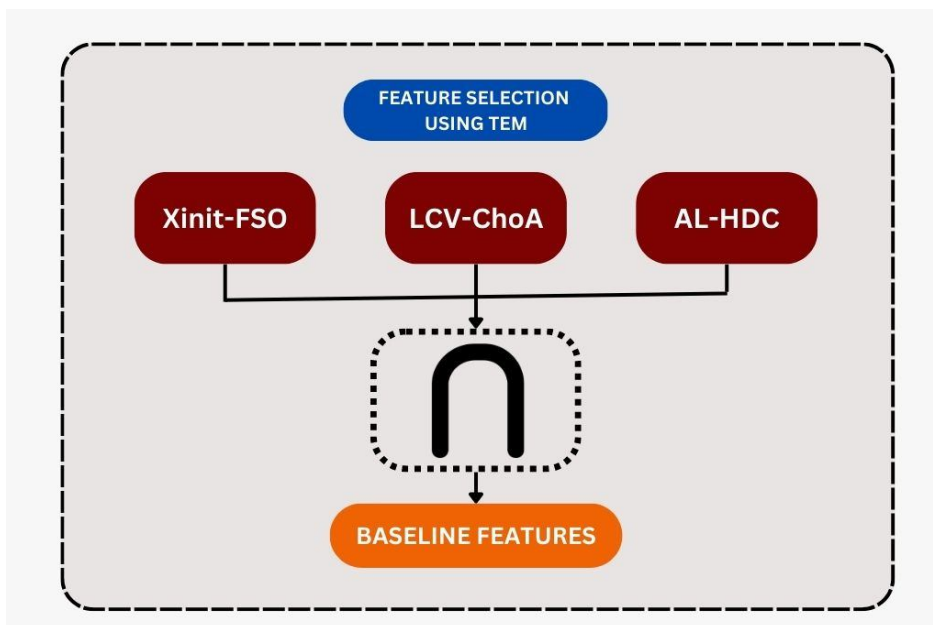 FEATURE SELECTION
USING TEM
Xinit-FSO
LCV-ChoA
AL-HDC
∩
BASELINE FEATURES